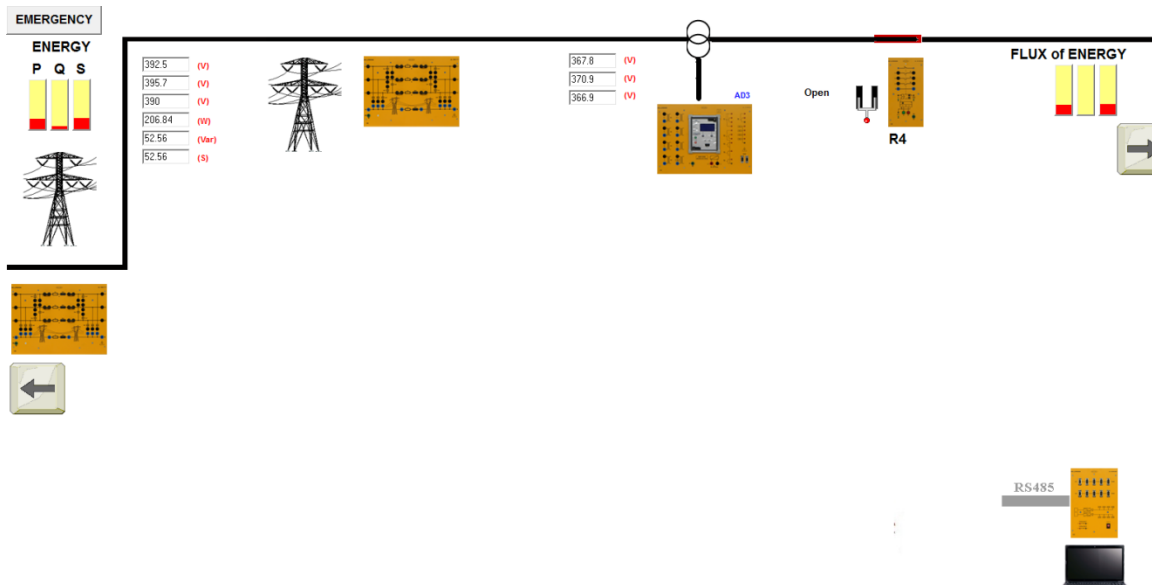 EMERGENCY
ENERGY
P Q S
392.5 (V)
395.7 (V)
390 (V)
206.84 (W)
52.56 (Var)
52.56 (S)
367.8 (V)
370.9 (V)
366.9 (V)
AD3
Open
R4
FLUX of ENERGY
RS485